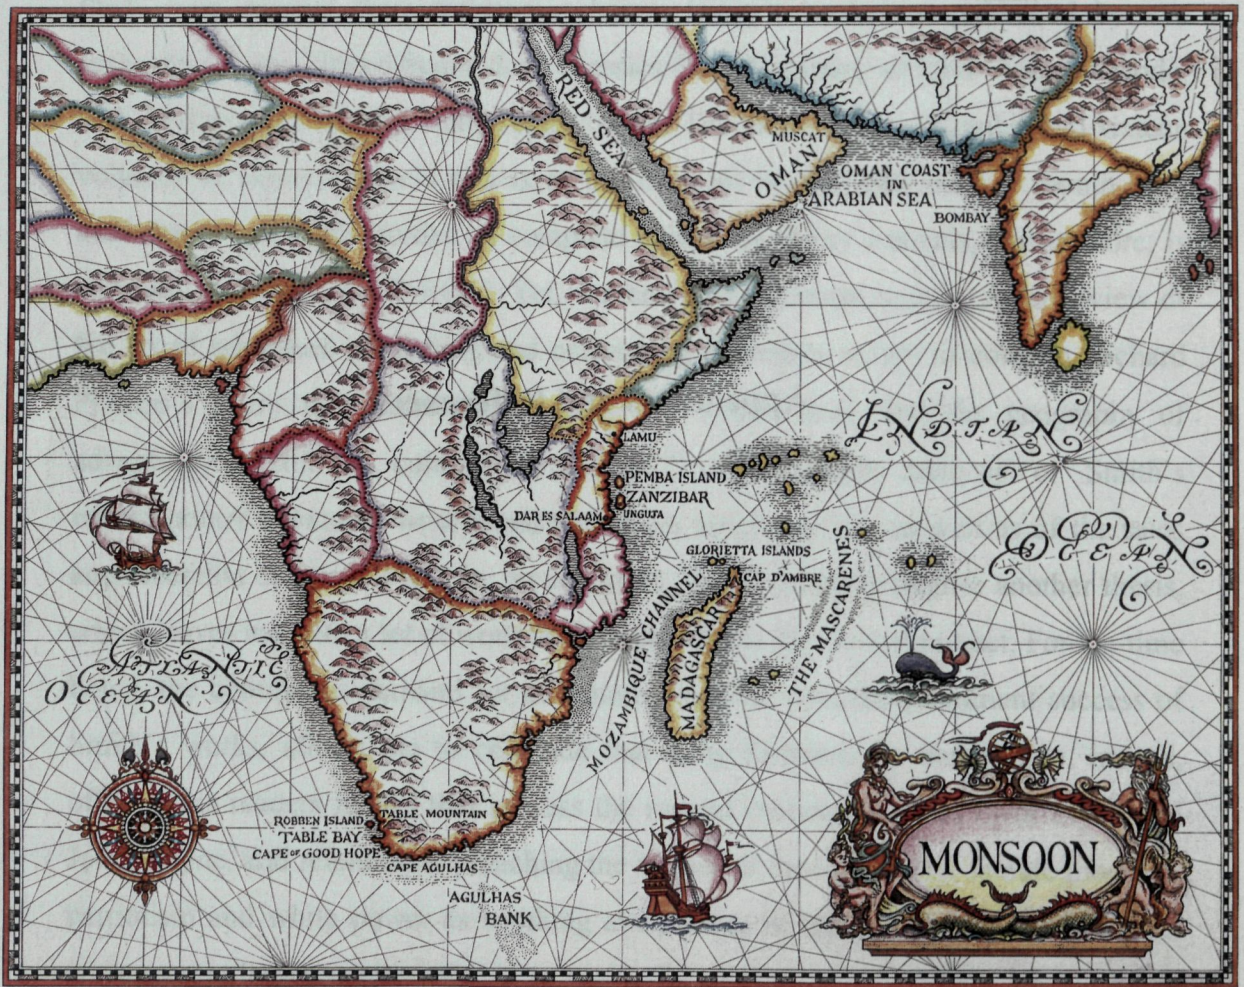 RED SEA
MUSCAT
OMAN
OMAN COAST
IN
ARABIAN SEA
BOMBAY
INDIAN
OCEAN
LAMU
PEMBA ISLAND
ZANZIBAR
DAR ES SALAAM
UNGUJA
GLORIETTA ISLANDS
CAP D'AMBRE
MOZAMBIQUE CHANNEL
MADAGASCAR
THE MASCARENES
ATLANTIC
OCEAN
ROBBEN ISLAND
TABLE MOUNTAIN
TABLE BAY
CAPE OF GOOD HOPE
CAPE AGULHAS
AGULHAS
BANK
MONSOON